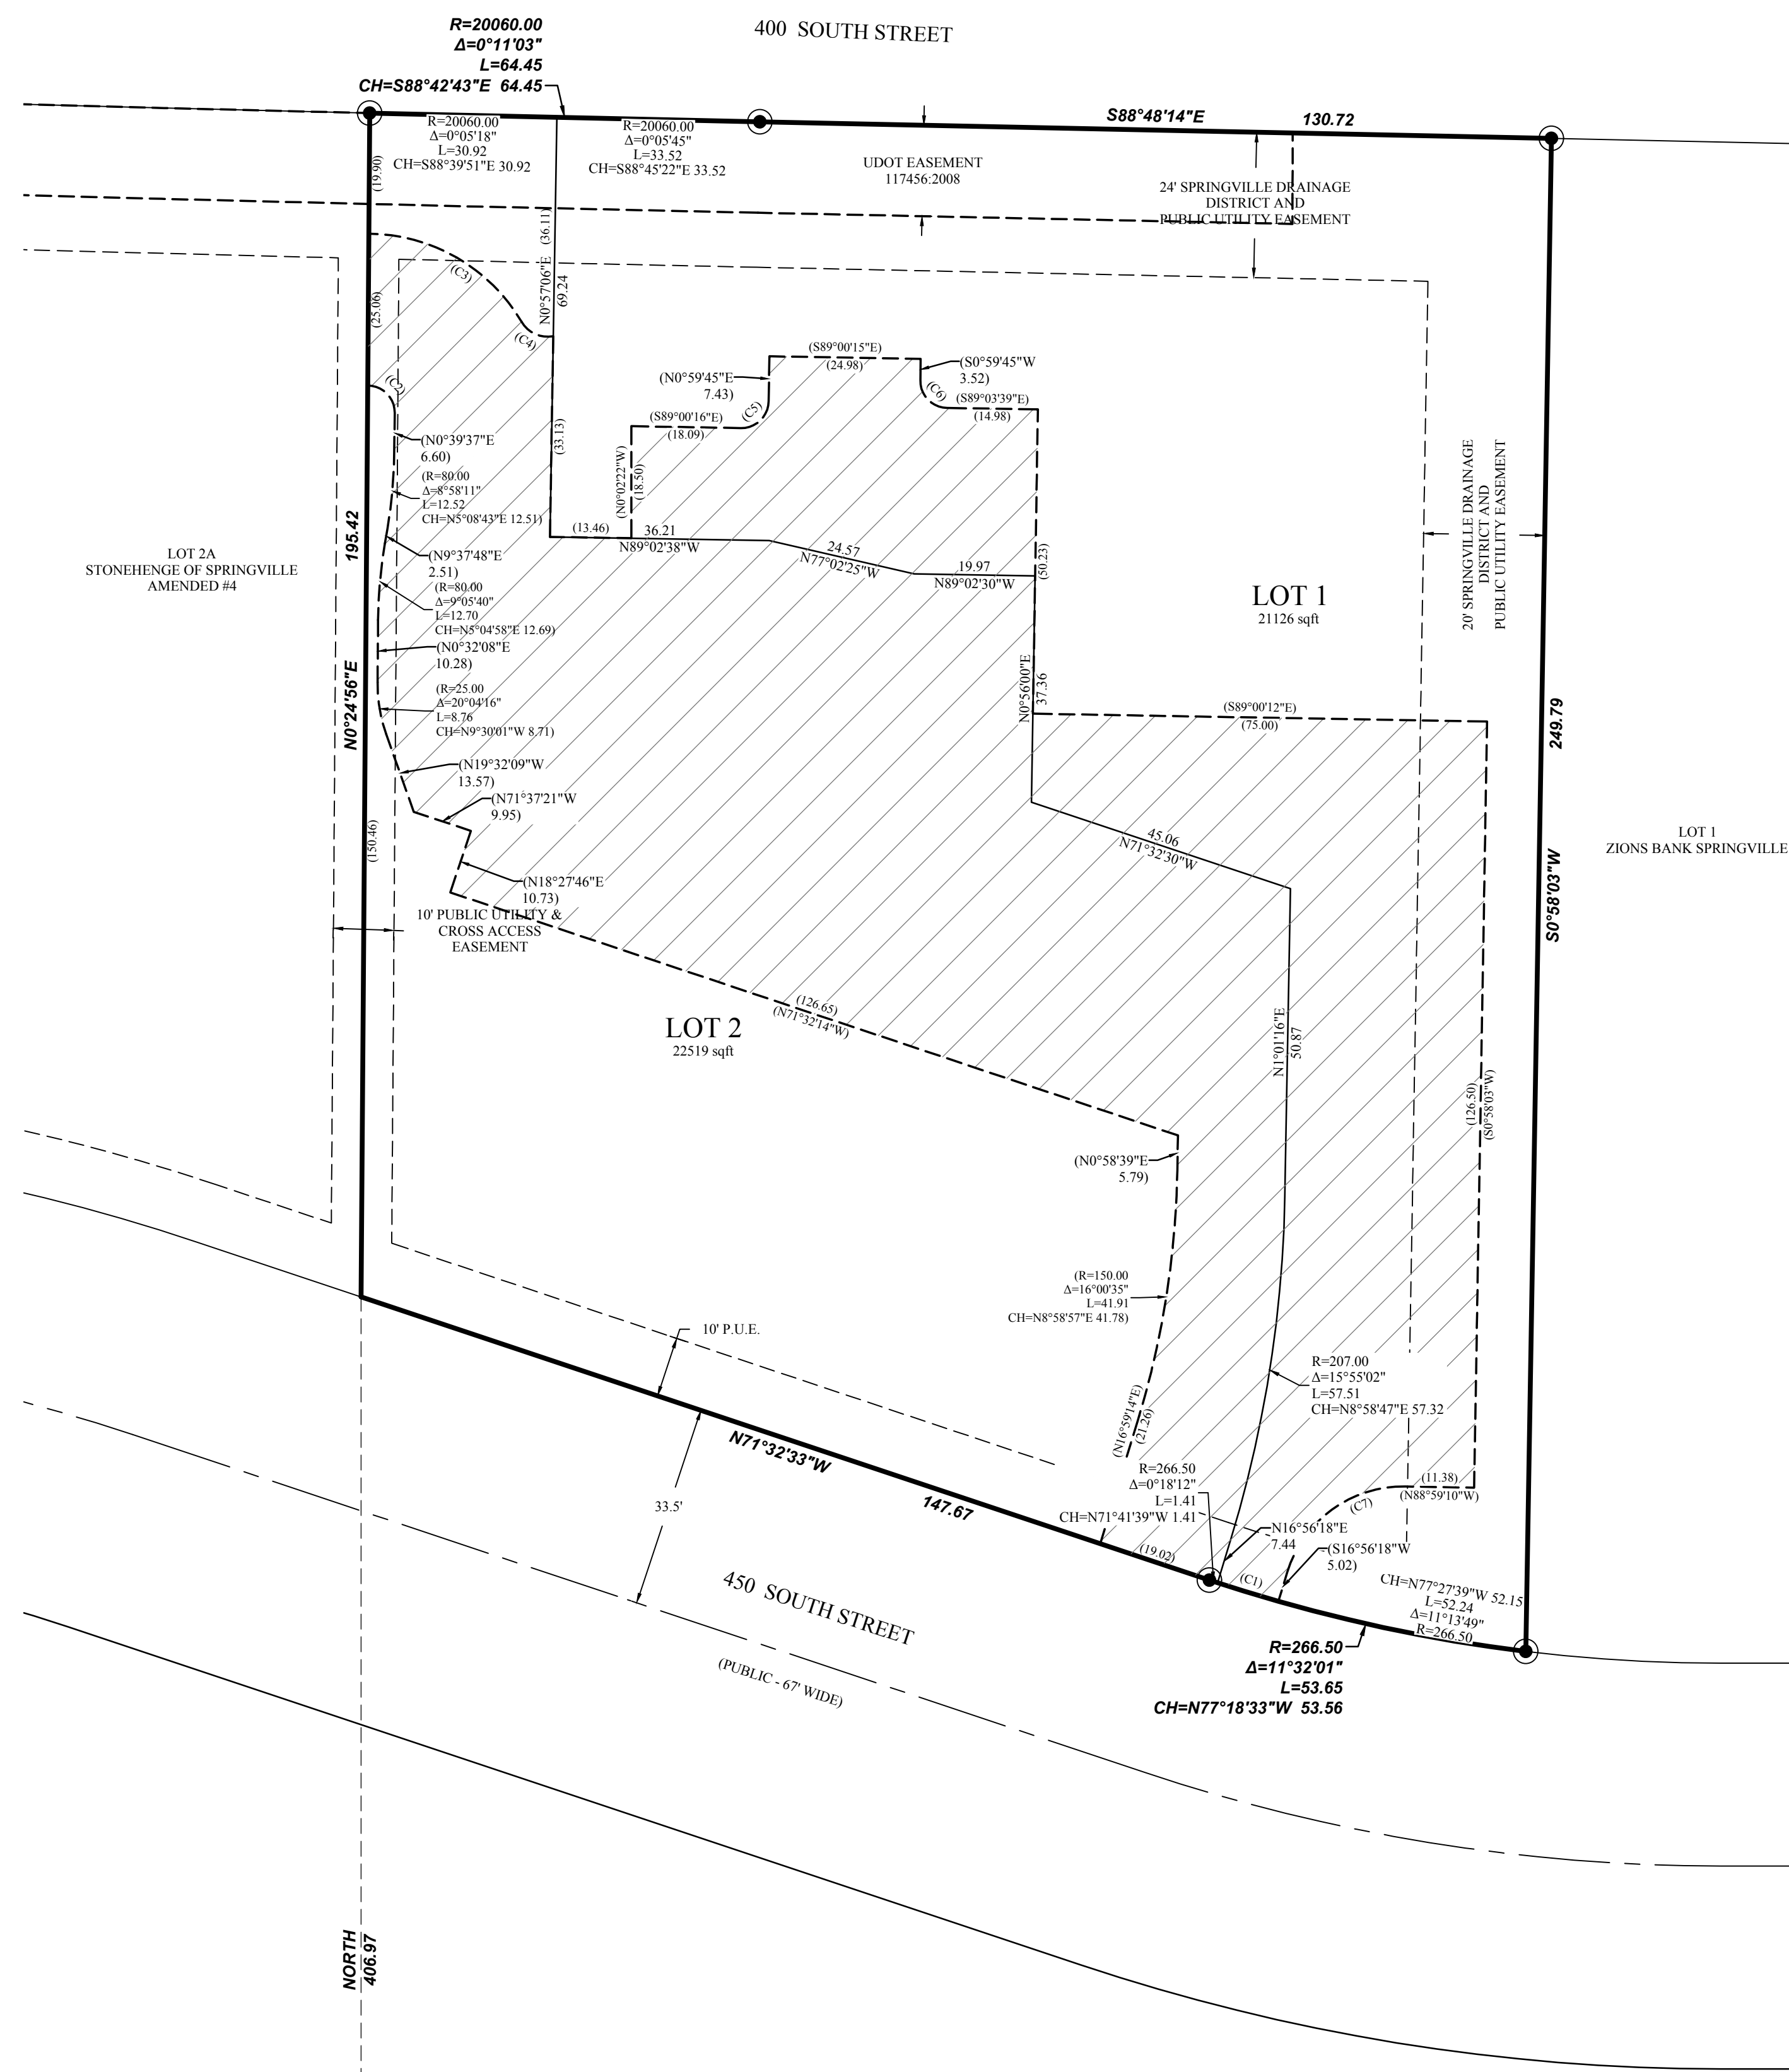 400 SOUTH STREET
R=20060.00
Δ=0°11'03"
L=64.45
CH=S88°42'43"E 64.45
S88°48'14"E 130.72
R=20060.00
Δ=0°05'18"
L=30.92
CH=S88°39'51"E 30.92
R=20060.00
Δ=0°05'45"
L=33.52
CH=S88°45'22"E 33.52
UDOT EASEMENT
117456:2008
24' SPRINGVILLE DRAINAGE
DISTRICT AND
PUBLIC UTILITY EASEMENT
(19.90)
(36.11)
N0°57'06"E
69.24
(C3)
(25.06)
(C4)
(33.13)
(C2)
(S89°00'15"E)
(24.98)
(N0°59'45"E
7.43)
(S0°59'45"W
3.52)
(C5)
(C6)
(S89°00'16"E)
(18.09)
(S89°03'39"E)
(14.98)
(N0°02'22"W)
(18.50)
(N0°39'37"E
6.60)
(R=80.00
Δ=8°58'11"
L=12.52
CH=N5°08'43"E 12.51)
(13.46)
36.21
N89°02'38"W
24.57
N77°02'25"W
19.97
N89°02'30"W
(50.23)
20' SPRINGVILLE DRAINAGE
DISTRICT AND
PUBLIC UTILITY EASEMENT
195.42
N0°24'56"E
LOT 2A
STONEHENGE OF SPRINGVILLE
AMENDED #4
(N9°37'48"E
2.51)
(R=80.00
Δ=9°05'40"
L=12.70
CH=N5°04'58"E 12.69)
(N0°32'08"E
10.28)
(R=25.00
Δ=20°04'16"
L=8.76
CH=N9°30'01"W 8.71)
(N19°32'09"W
13.57)
(N71°37'21"W
9.95)
(N18°27'46"E
10.73)
(150.46)
10' PUBLIC UTILITY &
CROSS ACCESS
EASEMENT
LOT 1
21126 sqft
N0°56'00"E
37.36
(S89°00'12"E)
(75.00)
249.79
S0°58'03"W
LOT 1
ZIONS BANK SPRINGVILLE
45.06
N71°32'30"W
(126.65)
(N71°32'14"W)
LOT 2
22519 sqft
N1°01'16"E
50.87
(126.50)
(S0°58'03"W)
(N0°58'39"E
5.79)
(R=150.00
Δ=16°00'35"
L=41.91
CH=N8°58'57"E 41.78)
10' P.U.E.
R=207.00
Δ=15°55'02"
L=57.51
CH=N8°58'47"E 57.32
(N16°59'14"E)
(21.26)
N71°32'33"W
147.67
33.5'
R=266.50
Δ=0°18'12"
L=1.41
CH=N71°41'39"W 1.41
(11.38)
(N88°59'10"W)
(C7)
N16°56'18"E
7.44
(S16°56'18"W
5.02)
(19.02)
(C1)
CH=N77°27'39"W 52.15
L=52.24
Δ=11°13'49"
R=266.50
450 SOUTH STREET
(PUBLIC - 67' WIDE)
R=266.50
Δ=11°32'01"
L=53.65
CH=N77°18'33"W 53.56
NORTH
406.97